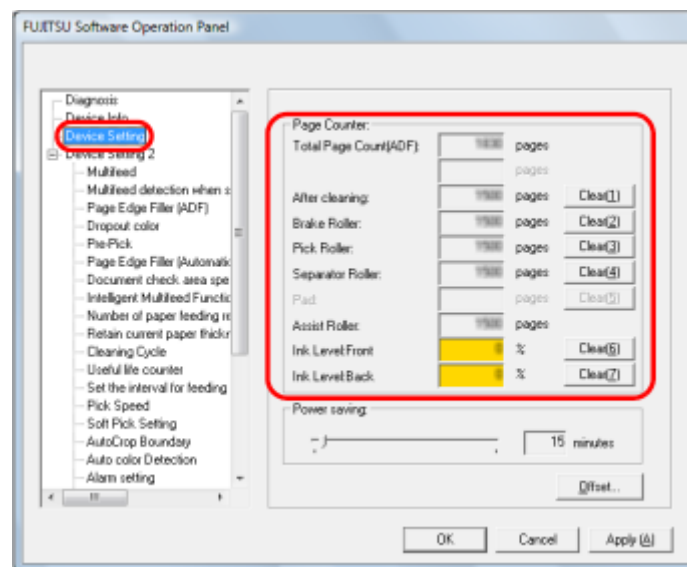 FUJITSU Software Operation Panel
Diagnosis
Device Info
Device Setting
Device Setting 2
Multifeed
Multifeed detection when s
Page Edge Filler (ADF)
Dropout color
Pre-Pick
Page Edge Filler (Automatic
Document check area spe
Intelligent Multifeed Functic
Number of paper feeding re
Retain current paper thickr
Cleaning Cycle
Useful life counter
Set the interval for feeding
Pick Speed
Soft Pick Setting
AutoCrop Boundary
Auto color Detection
Alarm setting
Page Counter:
Total Page Count(ADF): pages
pages
After cleaning: pages Clear(1)
Brake Roller: pages Clear(2)
Pick Roller: pages Clear(3)
Separator Roller: pages Clear(4)
Pad: pages Clear(5)
Assist Roller: pages
Ink Level:Front % Clear(6)
Ink Level:Back % Clear(7)
Power saving:
15 minutes
Offset...
OK Cancel Apply (A)